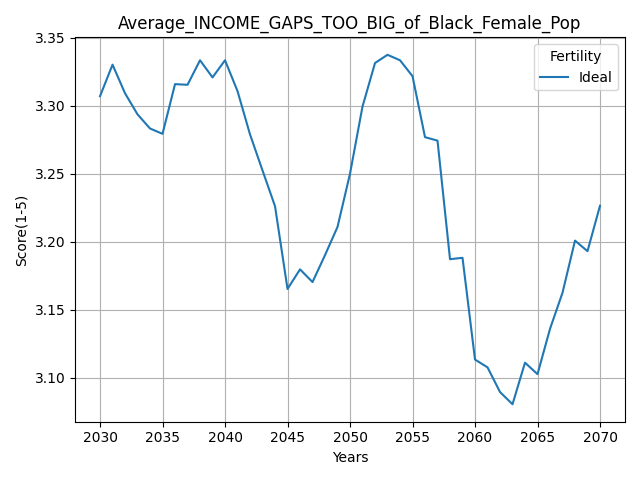 Average_INCOME_GAPS_TOO_BIG_of_Black_Female_Pop
3.35
3.30
3.25
3.20
3.15
3.10
Score(1-5)
Fertility
Ideal
2030 2035 2040 2045 2050 2055 2060 2065 2070
Years